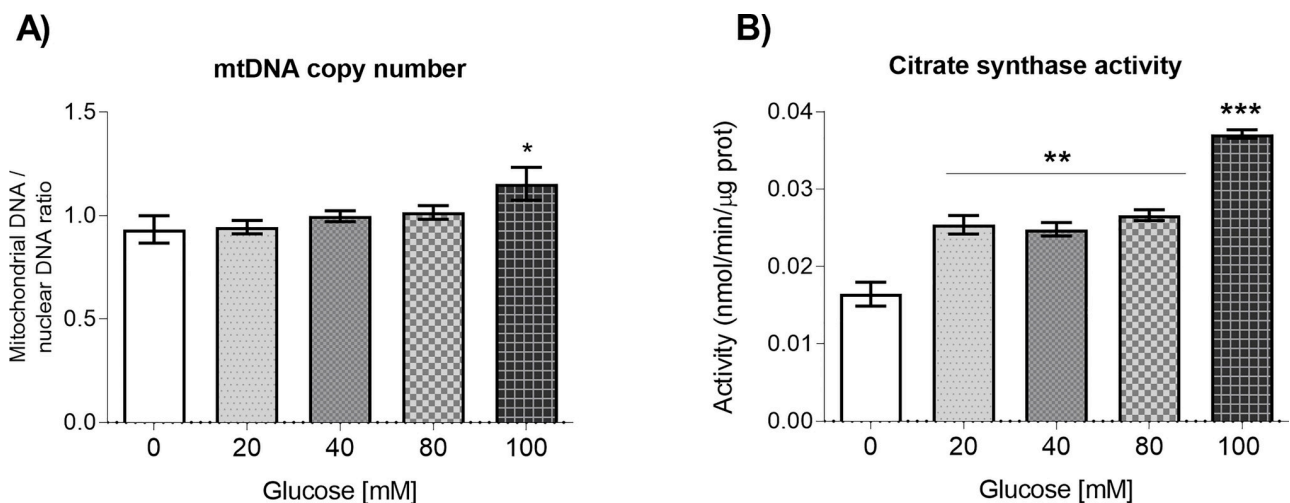 A)
mtDNA copy number
Mitochondrial DNA /
nuclear DNA ratio
1.5
1.0
0.5
0.0
*
0 20 40 80 100
Glucose [mM]
B)
Citrate synthase activity
Activity (nmol/min/µg prot)
0.04
0.03
0.02
0.01
0.00
**
***
0 20 40 80 100
Glucose [mM]